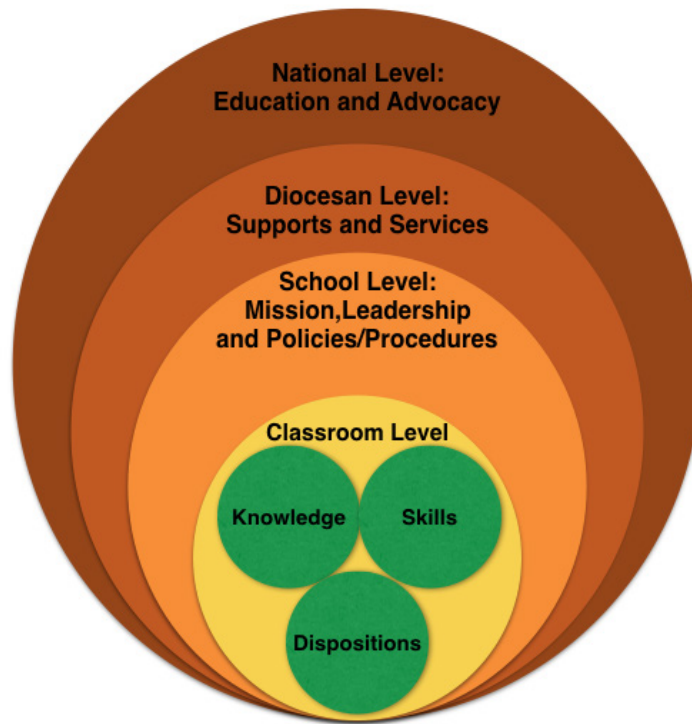 National Level:
Education and Advocacy
Diocesan Level:
Supports and Services
School Level:
Mission,Leadership
and Policies/Procedures
Classroom Level
Knowledge
Skills
Dispositions